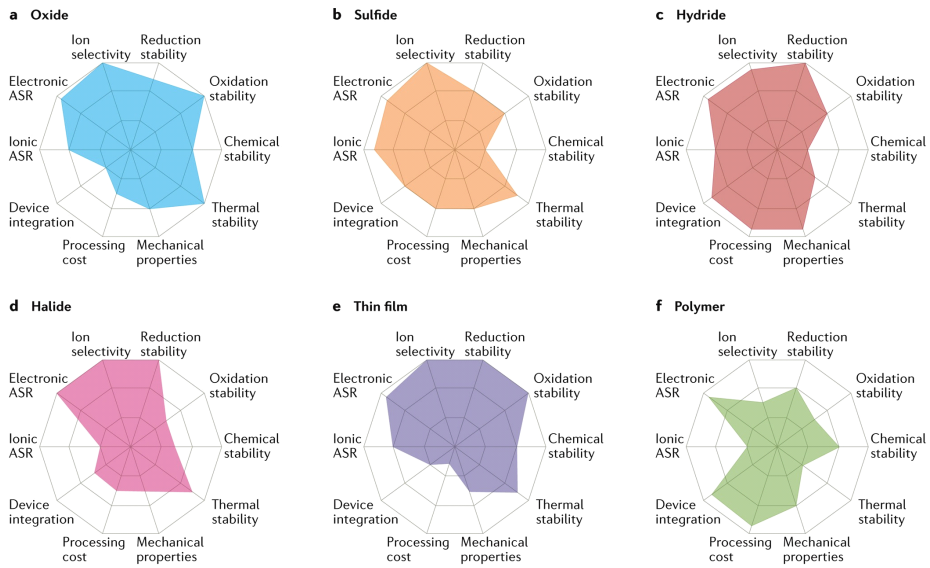 a Oxide
Ion
selectivity
Reduction
stability
Electronic
ASR
Oxidation
stability
Ionic
ASR
Chemical
stability
Device
integration
Thermal
stability
Processing
cost
Mechanical
properties
b Sulfide
Ion
selectivity
Reduction
stability
Electronic
ASR
Oxidation
stability
Ionic
ASR
Chemical
stability
Device
integration
Thermal
stability
Processing
cost
Mechanical
properties
c Hydride
Ion
selectivity
Reduction
stability
Electronic
ASR
Oxidation
stability
Ionic
ASR
Chemical
stability
Device
integration
Thermal
stability
Processing
cost
Mechanical
properties
d Halide
Ion
selectivity
Reduction
stability
Electronic
ASR
Oxidation
stability
Ionic
ASR
Chemical
stability
Device
integration
Thermal
stability
Processing
cost
Mechanical
properties
e Thin film
Ion
selectivity
Reduction
stability
Electronic
ASR
Oxidation
stability
Ionic
ASR
Chemical
stability
Device
integration
Thermal
stability
Processing
cost
Mechanical
properties
f Polymer
Ion
selectivity
Reduction
stability
Electronic
ASR
Oxidation
stability
Ionic
ASR
Chemical
stability
Device
integration
Thermal
stability
Processing
cost
Mechanical
properties